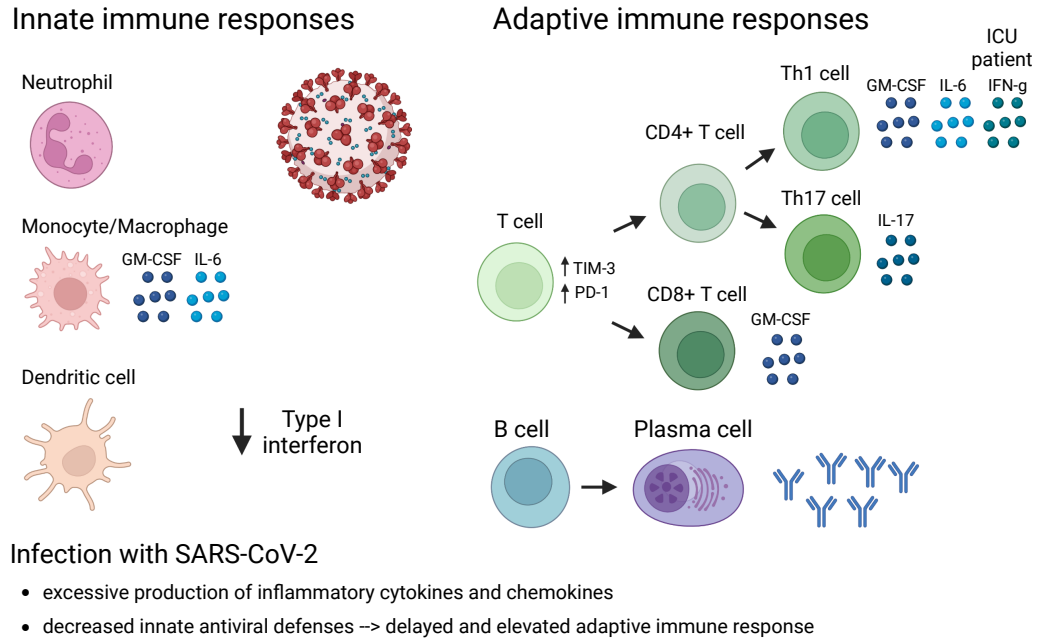 Innate immune responses
Neutrophil
Monocyte/Macrophage
GM-CSF IL-6
Dendritic cell
Type I
interferon
Adaptive immune responses
ICU
patient
Th1 cell
GM-CSF IL-6 IFN-g
CD4+ T cell
Th17 cell
IL-17
T cell
TIM-3
PD-1
CD8+ T cell
GM-CSF
B cell
Plasma cell
Infection with SARS-CoV-2
• excessive production of inflammatory cytokines and chemokines
• decreased innate antiviral defenses --> delayed and elevated adaptive immune response